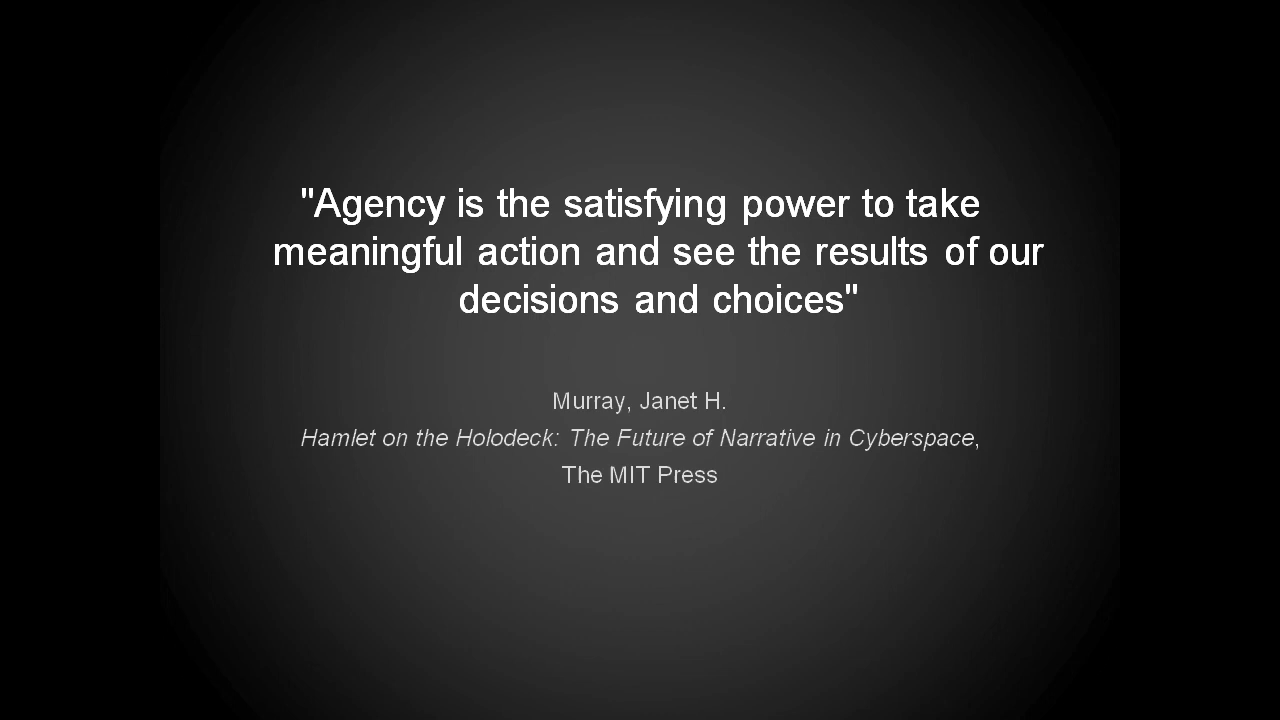 "Agency is the satisfying power to take
meaningful action and see the results of our
decisions and choices"
Murray, Janet H.
Hamlet on the Holodeck: The Future of Narrative in Cyberspace,
The MIT Press